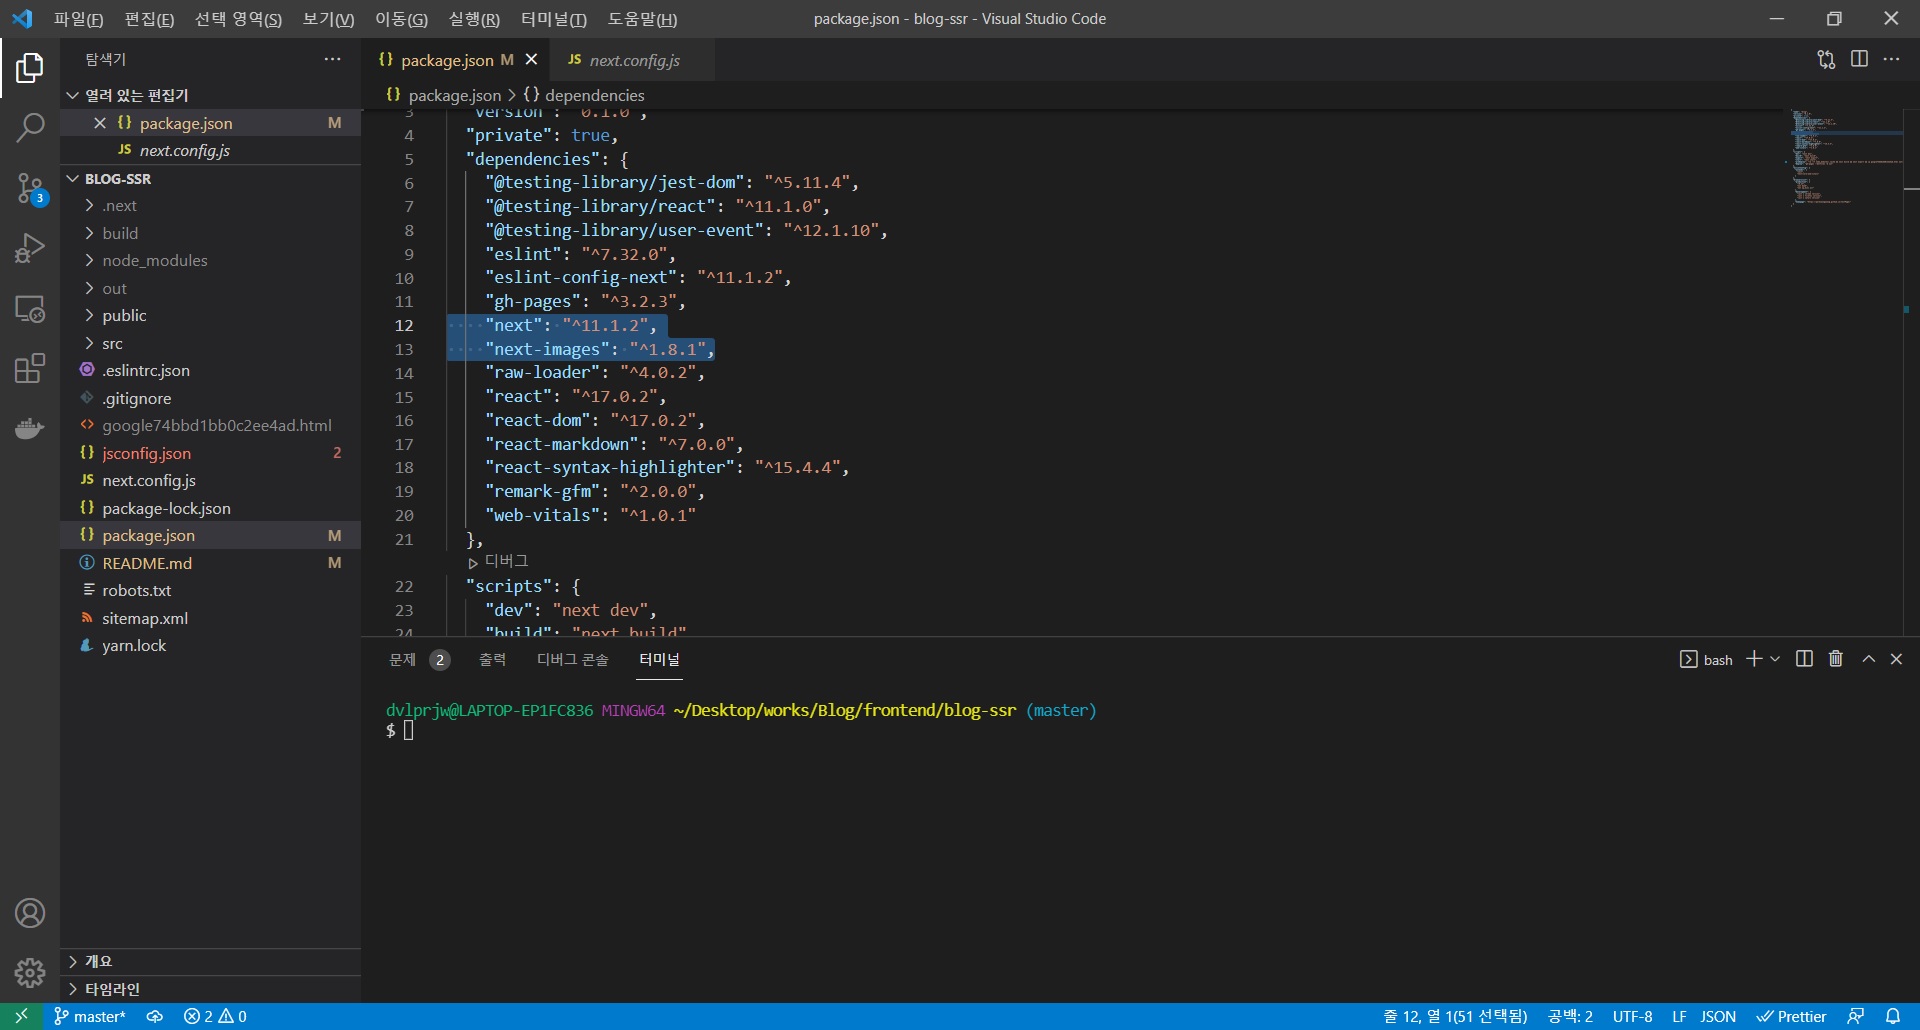 파일(F) 편집(E) 선택 영역(S) 보기(V) 이동(G) 실행(R) 터미널(T) 도움말(H) package.json - blog-ssr - Visual Studio Code
탐색기 ···
열려 있는 편집기
package.json M
next.config.js
3
BLOG-SSR
.next
build
node_modules
out
public
src
.eslintrc.json
.gitignore
google74bbd1bb0c2ee4ad.html
jsconfig.json 2
next.config.js
package-lock.json
package.json M
README.md M
robots.txt
sitemap.xml
yarn.lock
개요
타임라인
package.json M next.config.js
package.json > {} dependencies
3 "version": "0.1.0",
4 "private": true,
5 "dependencies": {
6 "@testing-library/jest-dom": "^5.11.4",
7 "@testing-library/react": "^11.1.0",
8 "@testing-library/user-event": "^12.1.10",
9 "eslint": "^7.32.0",
10 "eslint-config-next": "^11.1.2",
11 "gh-pages": "^3.2.3",
12 "next": "^11.1.2",
13 "next-images": "^1.8.1",
14 "raw-loader": "^4.0.2",
15 "react": "^17.0.2",
16 "react-dom": "^17.0.2",
17 "react-markdown": "^7.0.0",
18 "react-syntax-highlighter": "^15.4.4",
19 "remark-gfm": "^2.0.0",
20 "web-vitals": "^1.0.1"
21 },
디버그
22 "scripts": {
23 "dev": "next dev",
24 "build": "next build"
문제 2 출력 디버그 콘솔 터미널 bash
dvlprjw@LAPTOP-EP1FC836 MINGW64 ~/Desktop/works/Blog/frontend/blog-ssr (master)
$
master* 2 0 줄 12, 열 1(51 선택됨) 공백: 2 UTF-8 LF JSON Prettier